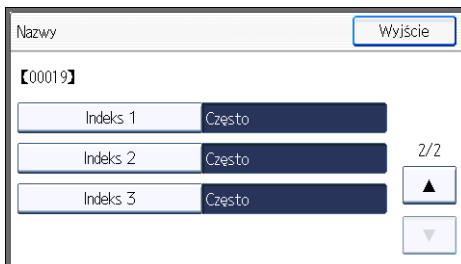 Nazwy Wyjście
【00019】
Indeks 1 Często
Indeks 2 Często
2/2
Indeks 3 Często
▲
▼